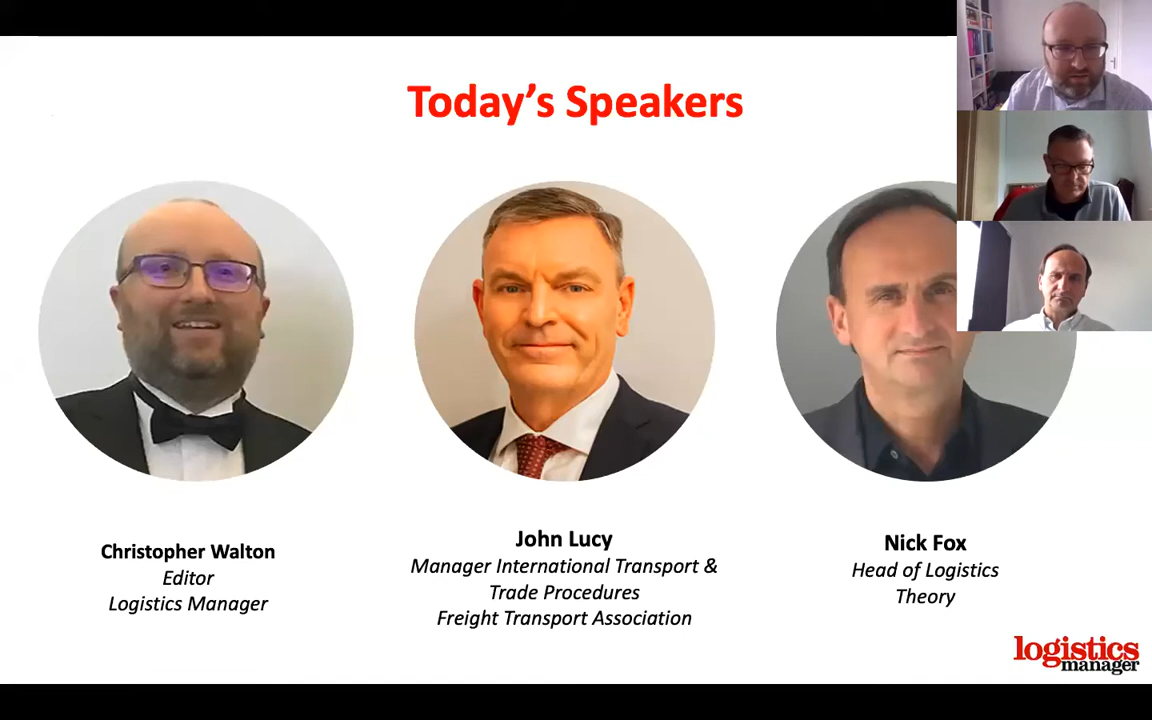 Today's Speakers
Christopher Walton
Editor
Logistics Manager
John Lucy
Manager International Transport &
Trade Procedures
Freight Transport Association
Nick Fox
Head of Logistics
Theory
logistics
manager